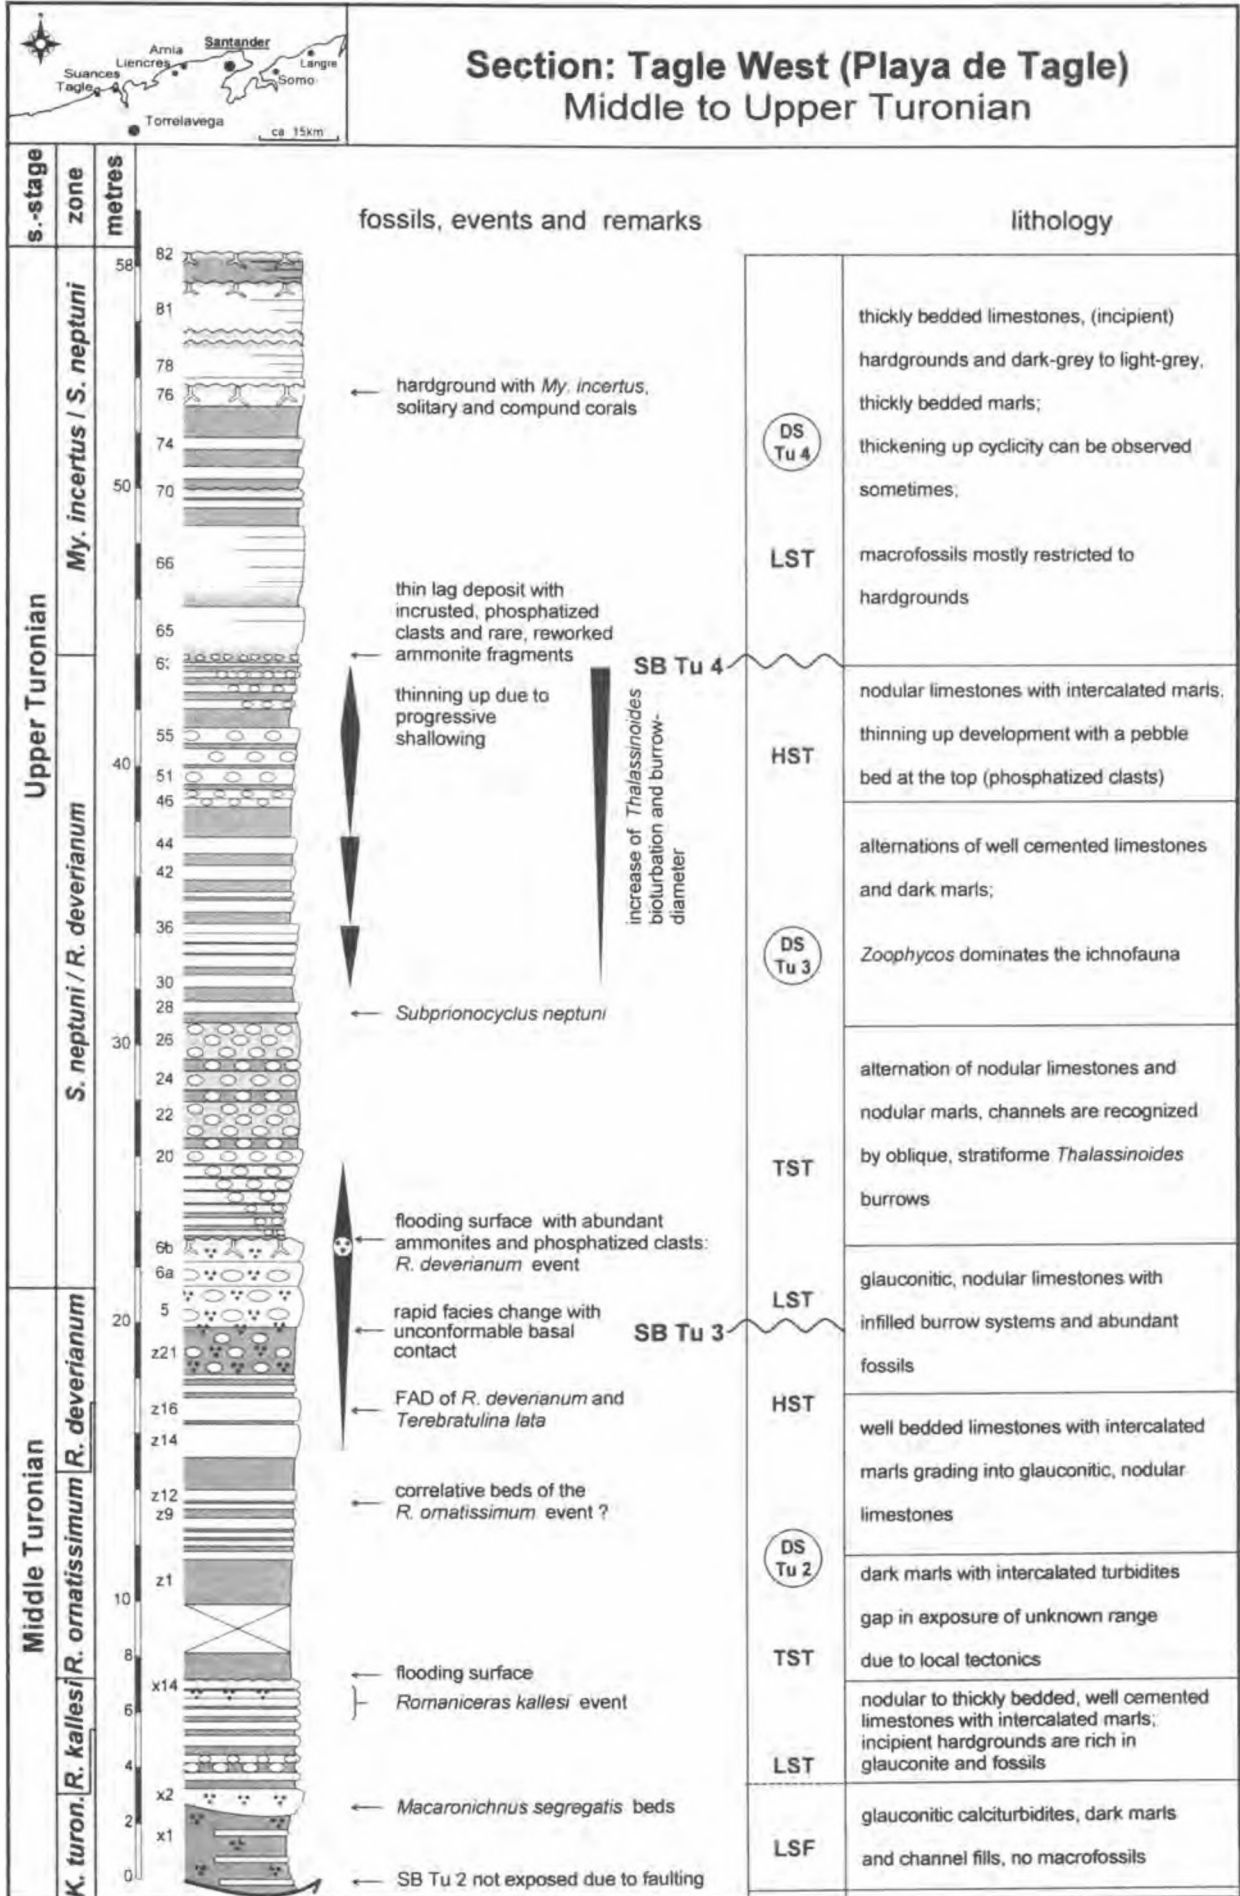 Santander
Arnia
Liencres
Langre
Suances
Somo
Tagle
Torrelavega
ca 15km
Section: Tagle West (Playa de Tagle)
Middle to Upper Turonian
s.-stage
zone
metres
fossils, events and remarks
lithology
Upper Turonian
Middle Turonian
My. incertus / S. neptuni
S. neptuni / R. deverianum
R. deverianum
R. ornatissimum
R. kallesi
K. turon.
58
50
40
30
20
10
8
6
4
2
0
82
81
78
76
74
70
66
65
55
51
46
44
42
36
30
28
26
24
22
20
6b
6a
5
z21
z16
z14
z12
z9
z1
x14
x2
x1
hardground with My. incertus,
solitary and compund corals
thin lag deposit with
incrusted, phosphatized
clasts and rare, reworked
ammonite fragments
thinning up due to
progressive
shallowing
increase of Thalassinoides
bioturbation and burrow-
diameter
Subprionocyclus neptuni
flooding surface with abundant
ammonites and phosphatized clasts:
R. deverianum event
rapid facies change with
unconformable basal
contact
FAD of R. deverianum and
Terebratulina lata
correlative beds of the
R. ornatissimum event ?
flooding surface
Romaniceras kallesi event
Macaronichnus segregatis beds
SB Tu 2 not exposed due to faulting
SB Tu 4
SB Tu 3
DS
Tu 4
LST
HST
DS
Tu 3
TST
LST
HST
DS
Tu 2
TST
LST
LSF
thickly bedded limestones, (incipient)
hardgrounds and dark-grey to light-grey,
thickly bedded marls;
thickening up cyclicity can be observed
sometimes;
macrofossils mostly restricted to
hardgrounds
nodular limestones with intercalated marls,
thinning up development with a pebble
bed at the top (phosphatized clasts)
alternations of well cemented limestones
and dark marls;
Zoophycos dominates the ichnofauna
alternation of nodular limestones and
nodular marls, channels are recognized
by oblique, stratiforme Thalassinoides
burrows
glauconitic, nodular limestones with
infilled burrow systems and abundant
fossils
well bedded limestones with intercalated
marls grading into glauconitic, nodular
limestones
dark marls with intercalated turbidites
gap in exposure of unknown range
due to local tectonics
nodular to thickly bedded, well cemented
limestones with intercalated marls;
incipient hardgrounds are rich in
glauconite and fossils
glauconitic calciturbidites, dark marls
and channel fills, no macrofossils